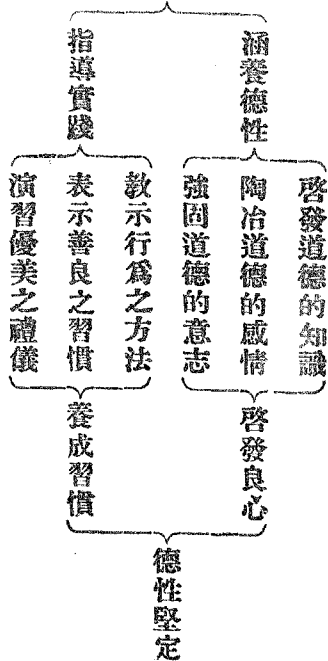 涵養德性
指導實踐
啓發道德的知識
陶冶道德的感情
強固道德的意志
敎示行爲之方法
表示善良之習慣
演習優美之禮儀
啓發良心
養成習慣
德性堅定